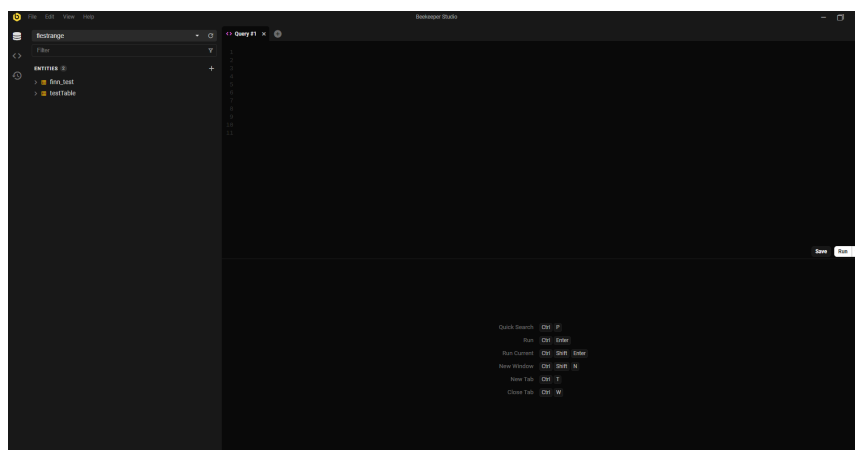 File Edit View Help
Beekeeper Studio
flestrange
Filter
ENTITIES 2
finn_test
testTable
Query #1
1
2
3
4
5
6
7
8
9
10
11
Save Run
Quick Search Ctrl P
Run Ctrl Enter
Run Current Ctrl Shift Enter
New Window Ctrl Shift N
New Tab Ctrl T
Close Tab Ctrl W